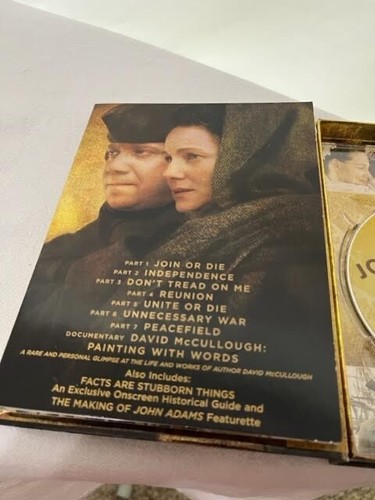 PART 1 JOIN OR DIE
PART 2 INDEPENDENCE
PART 3 DON'T TREAD ON ME
PART 4 REUNION
PART 5 UNITE OR DIE
PART 6 UNNECESSARY WAR
PART 7 PEACEFIELD
DOCUMENTARY DAVID McCULLOUGH:
PAINTING WITH WORDS
A RARE AND PERSONAL GLIMPSE AT THE LIFE AND WORKS OF AUTHOR DAVID McCULLOUGH
Also Includes:
FACTS ARE STUBBORN THINGS
An Exclusive Onscreen Historical Guide and
THE MAKING OF JOHN ADAMS Featurette
JO